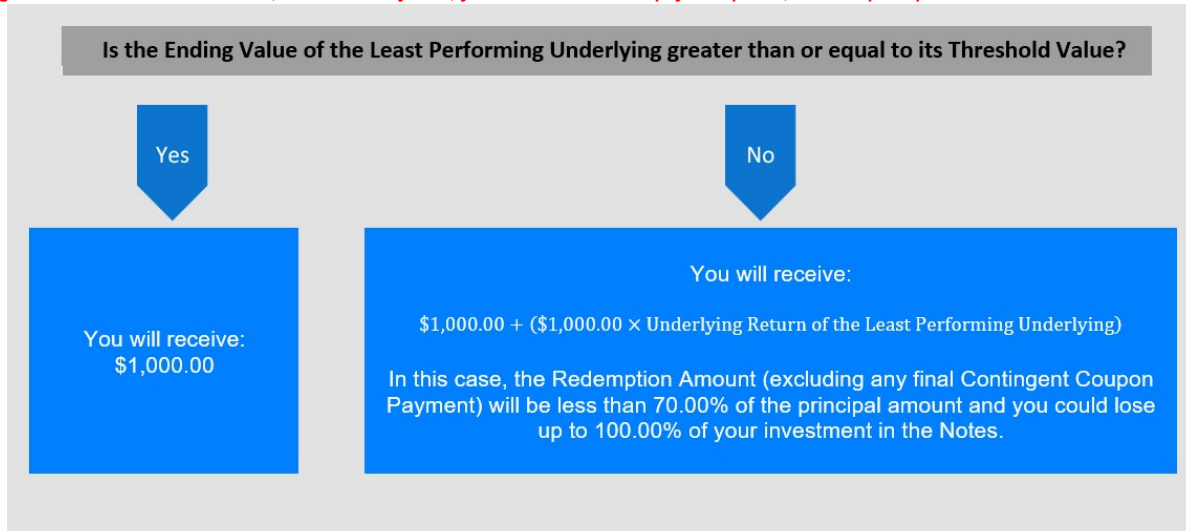 Is the Ending Value of the Least Performing Underlying greater than or equal to its Threshold Value?
Yes
No
You will receive:
$1,000.00
You will receive:
$1,000.00 + ($1,000.00 × Underlying Return of the Least Performing Underlying)
In this case, the Redemption Amount (excluding any final Contingent Coupon
Payment) will be less than 70.00% of the principal amount and you could lose
up to 100.00% of your investment in the Notes.